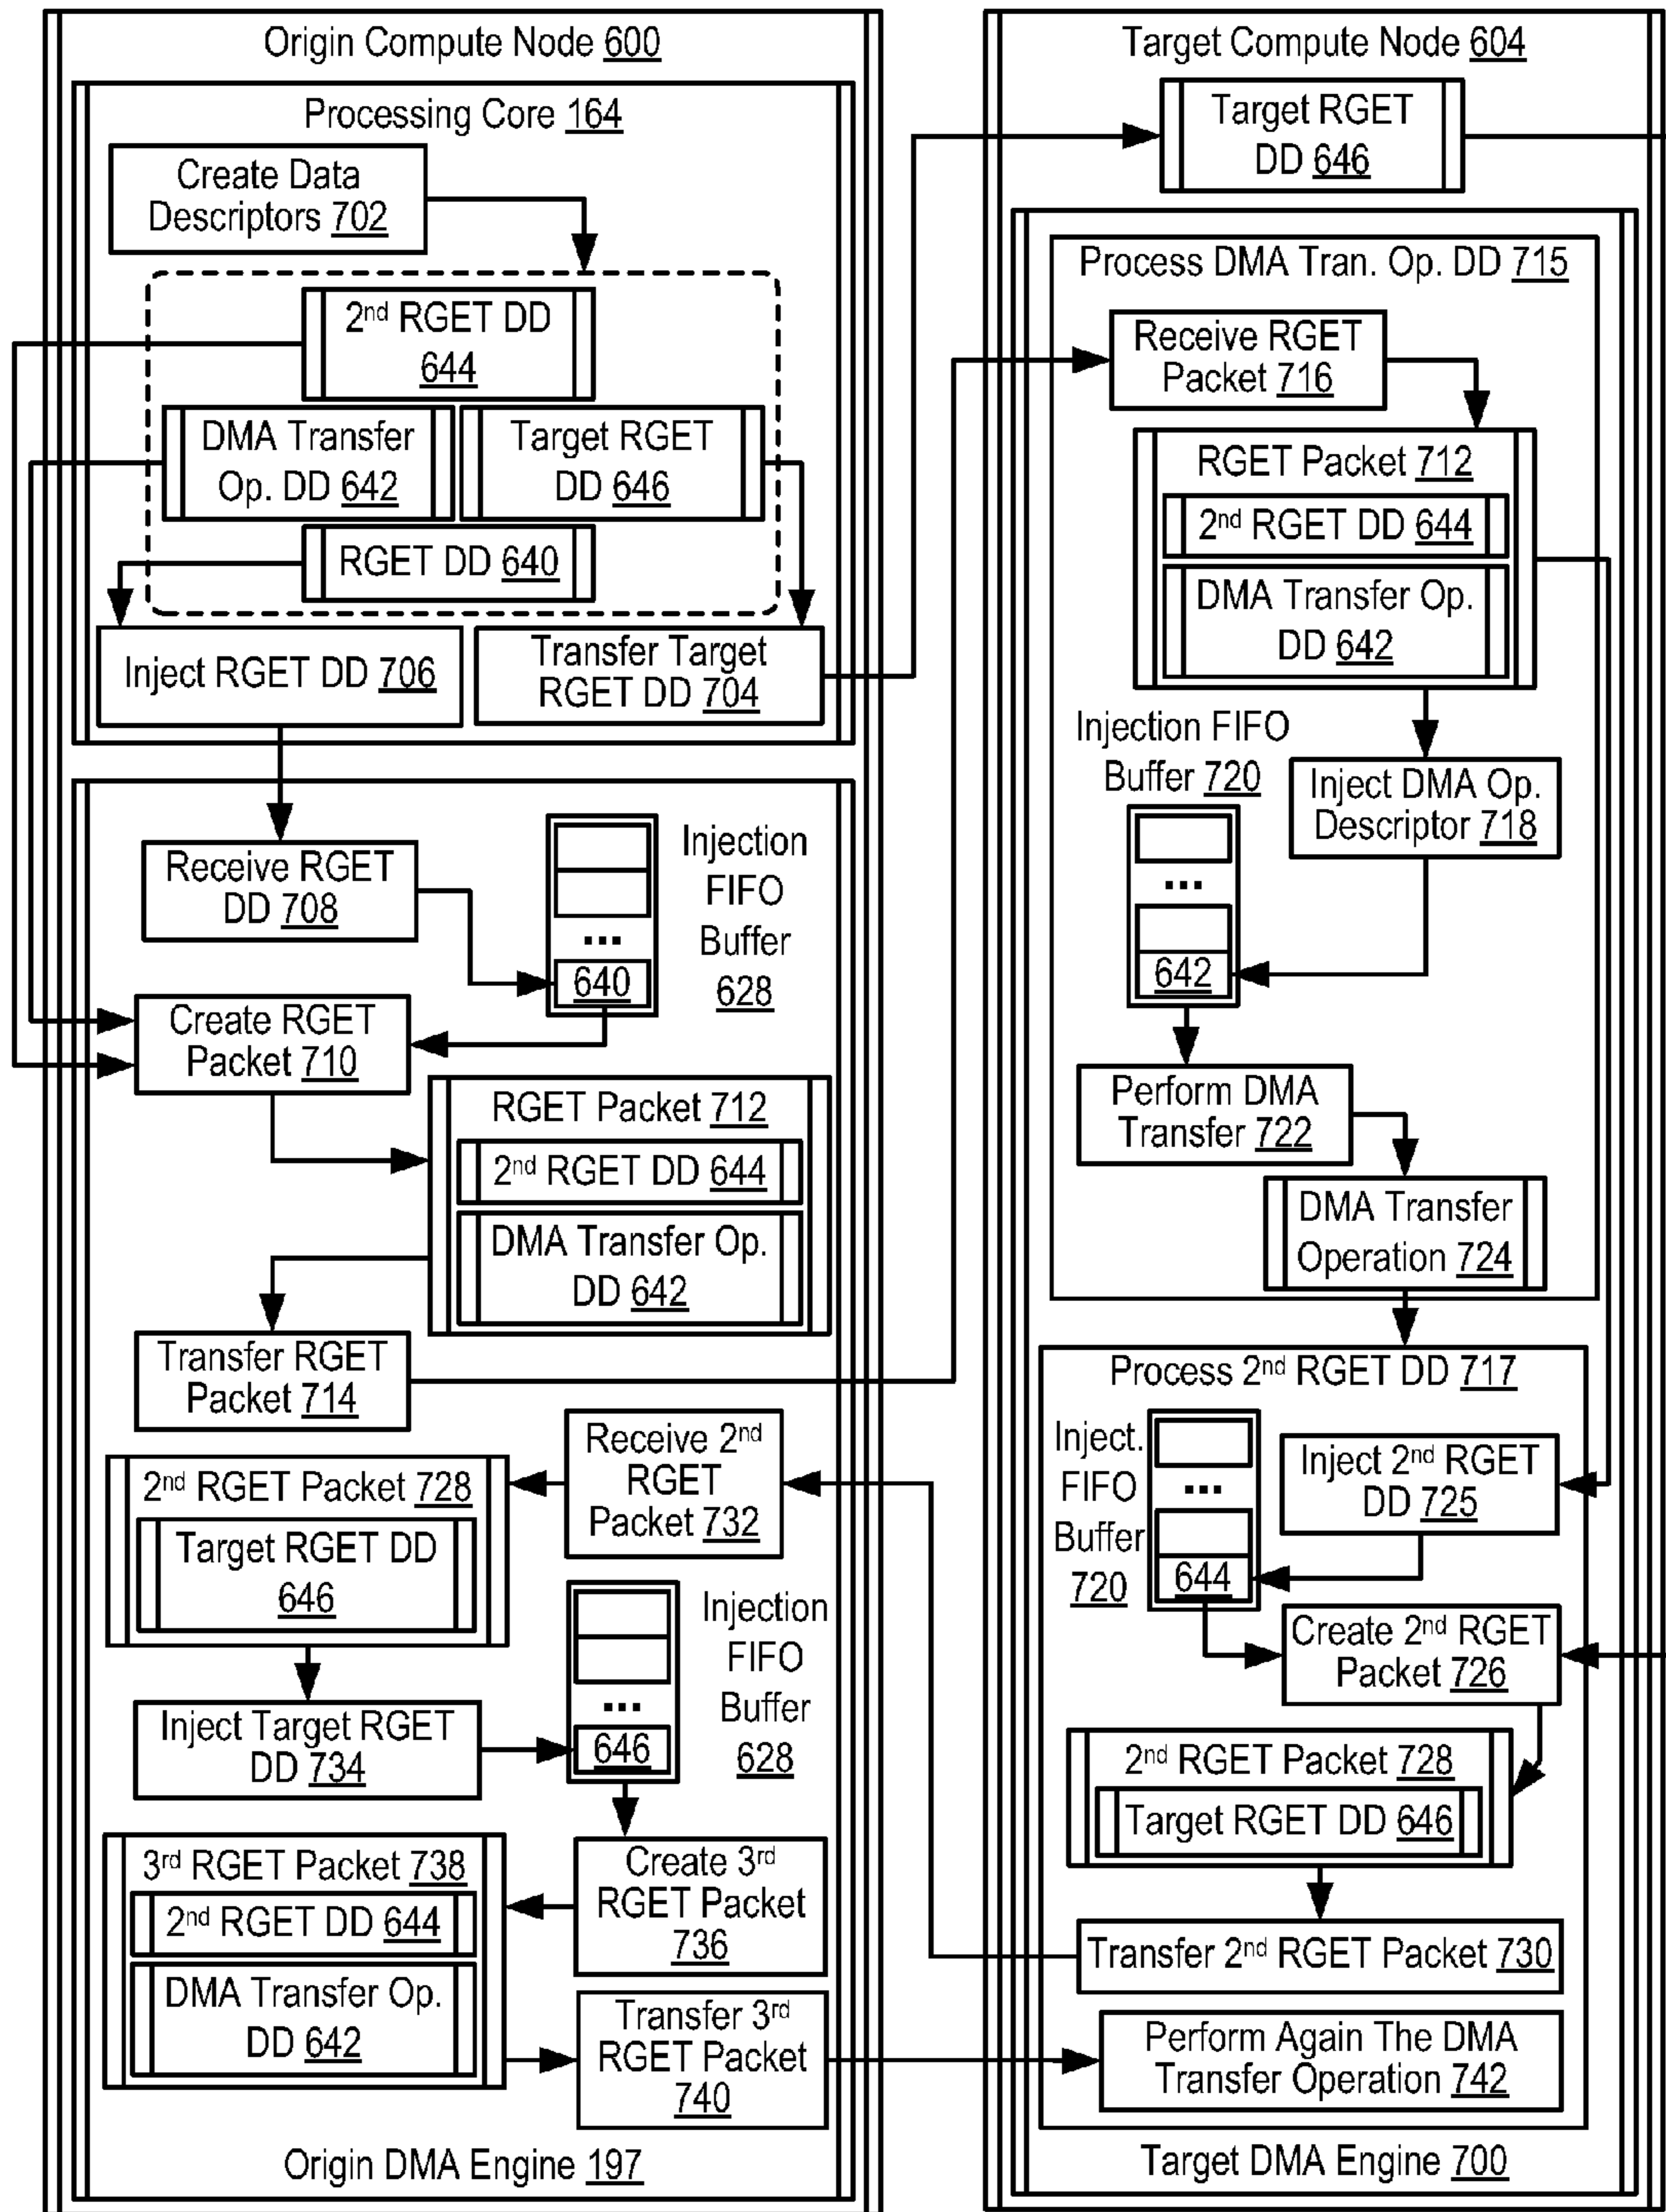 Origin Compute Node 600
Processing Core 164
Create Data
Descriptors 702
2nd RGET DD
644
DMA Transfer
Op. DD 642
Target RGET
DD 646
RGET DD 640
Inject RGET DD 706
Transfer Target
RGET DD 704
Receive RGET
DD 708
Injection
FIFO
...
Buffer
640
628
Create RGET
Packet 710
RGET Packet 712
2nd RGET DD 644
DMA Transfer Op.
DD 642
Transfer RGET
Packet 714
Receive 2nd
RGET
Packet 732
2nd RGET Packet 728
Target RGET DD
646
Injection
FIFO
Buffer
...
646
628
Inject Target RGET
DD 734
3rd RGET Packet 738
2nd RGET DD 644
DMA Transfer Op.
DD 642
Create 3rd
RGET Packet
736
Transfer 3rd
RGET Packet
740
Origin DMA Engine 197
Target Compute Node 604
Target RGET
DD 646
Process DMA Tran. Op. DD 715
Receive RGET
Packet 716
RGET Packet 712
2nd RGET DD 644
DMA Transfer Op.
DD 642
Injection FIFO
Buffer 720
...
642
Inject DMA Op.
Descriptor 718
Perform DMA
Transfer 722
DMA Transfer
Operation 724
Process 2nd RGET DD 717
Inject.
FIFO
Buffer
720
...
644
Inject 2nd RGET
DD 725
Create 2nd RGET
Packet 726
2nd RGET Packet 728
Target RGET DD 646
Transfer 2nd RGET Packet 730
Perform Again The DMA
Transfer Operation 742
Target DMA Engine 700